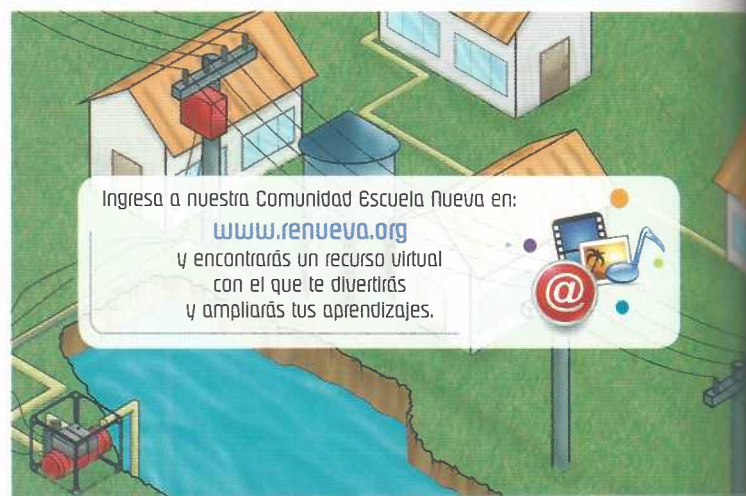 Ingresa a nuestra Comunidad Escuela Nueva en:
www.renueva.org
y encontrarás un recurso virtual
con el que te divertirás
y ampliarás tus aprendizajes.
@